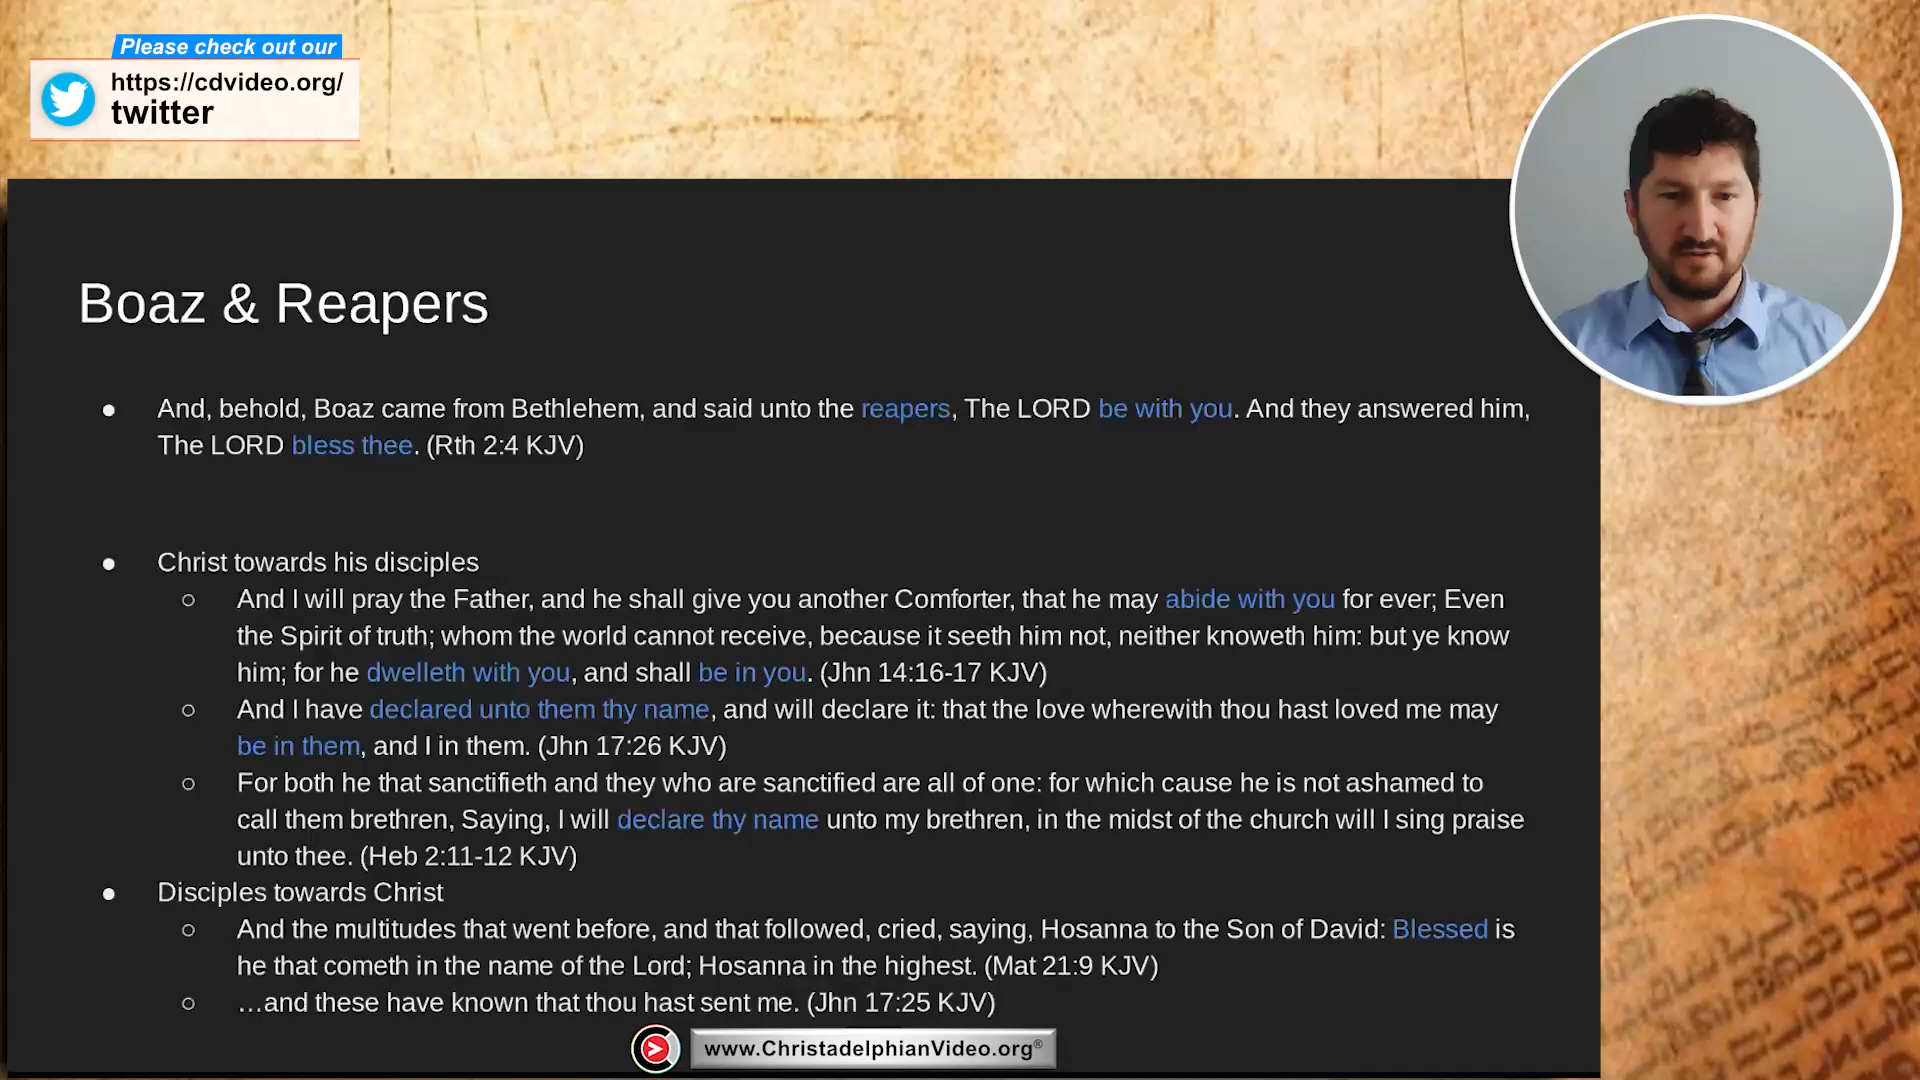 Please check out our
https://cdvideo.org/
twitter
Boaz & Reapers
● And, behold, Boaz came from Bethlehem, and said unto the reapers, The LORD be with you. And they answered him,
The LORD bless thee. (Rth 2:4 KJV)
● Christ towards his disciples
○ And I will pray the Father, and he shall give you another Comforter, that he may abide with you for ever; Even
the Spirit of truth; whom the world cannot receive, because it seeth him not, neither knoweth him: but ye know
him; for he dwelleth with you, and shall be in you. (Jhn 14:16-17 KJV)
○ And I have declared unto them thy name, and will declare it: that the love wherewith thou hast loved me may
be in them, and I in them. (Jhn 17:26 KJV)
○ For both he that sanctifieth and they who are sanctified are all of one: for which cause he is not ashamed to
call them brethren, Saying, I will declare thy name unto my brethren, in the midst of the church will I sing praise
unto thee. (Heb 2:11-12 KJV)
● Disciples towards Christ
○ And the multitudes that went before, and that followed, cried, saying, Hosanna to the Son of David: Blessed is
he that cometh in the name of the Lord; Hosanna in the highest. (Mat 21:9 KJV)
○ …and these have known that thou hast sent me. (Jhn 17:25 KJV)
www.ChristadelphianVideo.org®